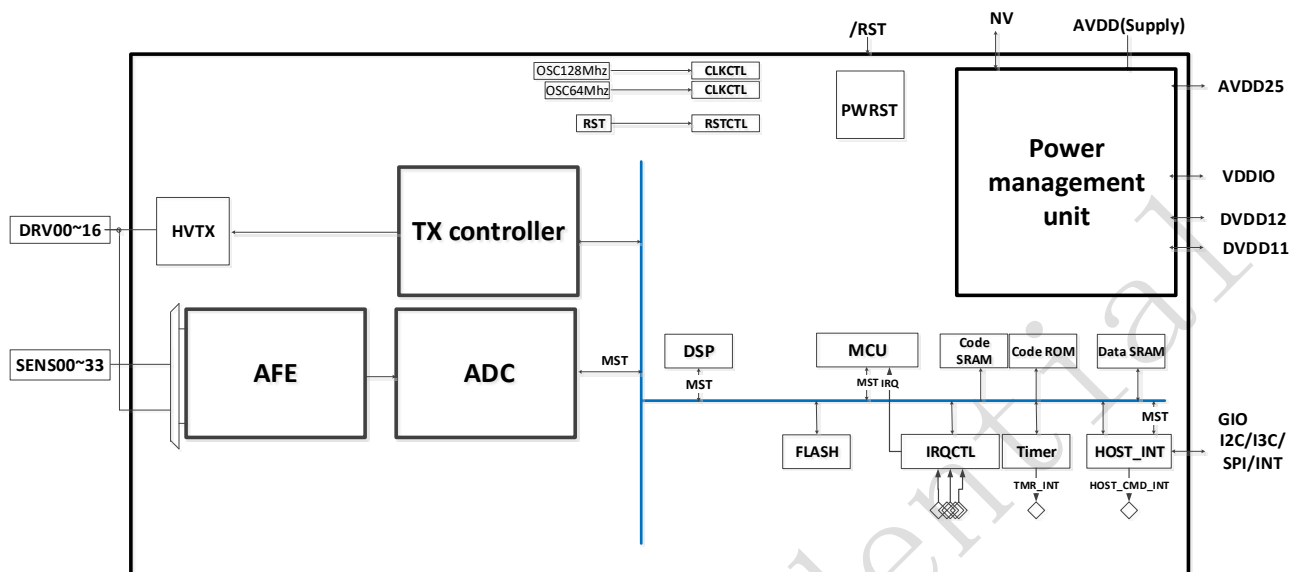 /RST
NV
AVDD(Supply)
OSC128Mhz
CLKCTL
OSC64Mhz
CLKCTL
RST
RSTCTL
PWRST
Power
management
unit
AVDD25
VDDIO
DVDD12
DVDD11
DRV00~16
HVTX
TX controller
SENS00~33
AFE
ADC
MST
DSP
MST
MCU
MST
IRQ
Code
SRAM
Code ROM
Data SRAM
MST
FLASH
IRQCTL
Timer
HOST_INT
TMR_INT
HOST_CMD_INT
GIO
I2C/I3C/
SPI/INT
dential